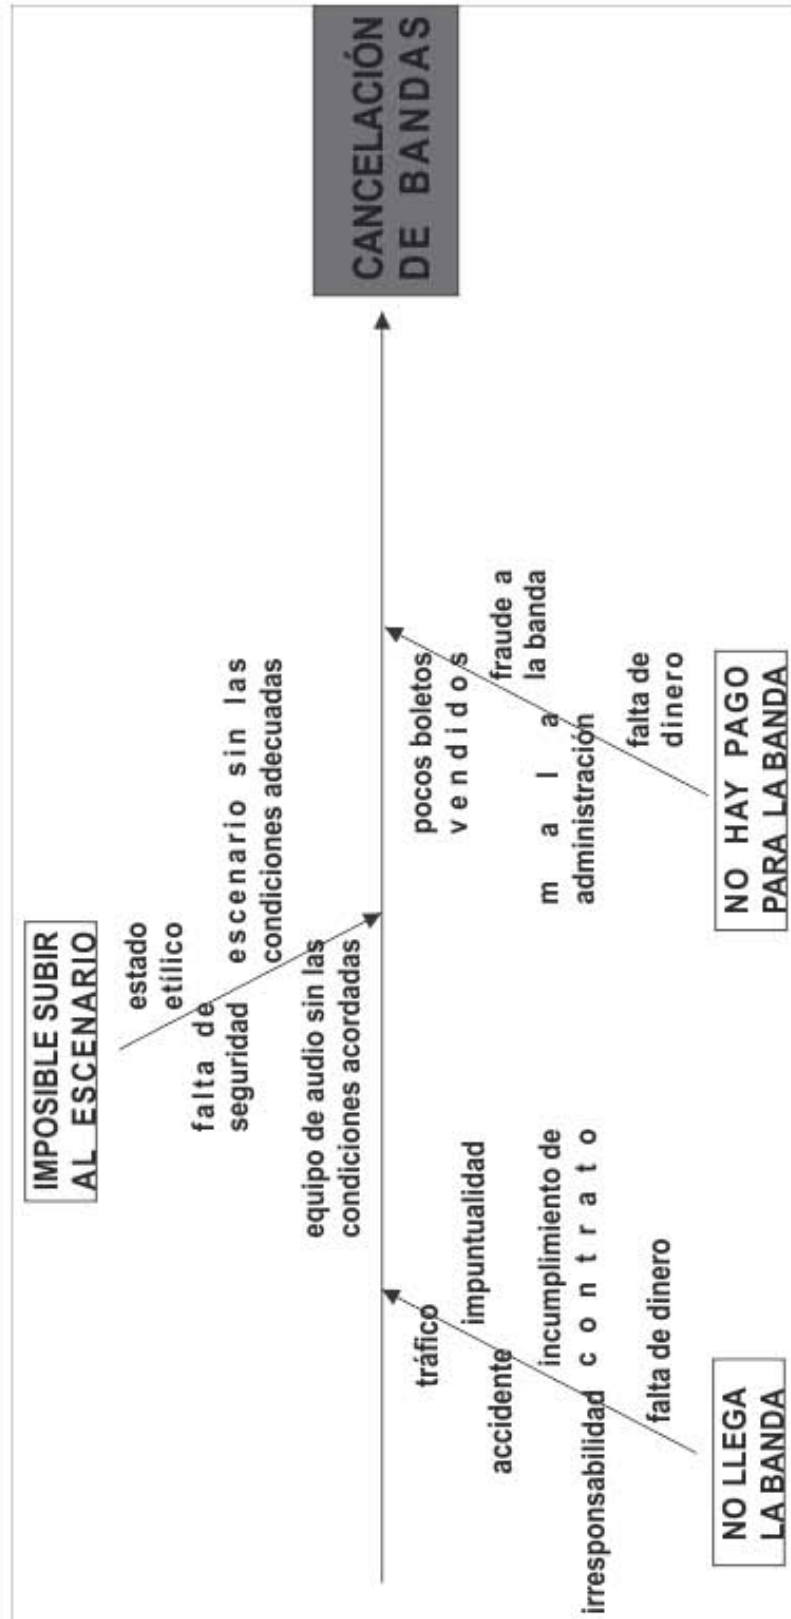 IMPOSIBLE SUBIR
AL ESCENARIO
estado
etílico
falta de
seguridad
escenario sin las
condiciones adecuadas
equipo de audio sin las
condiciones acordadas
CANCELACIÓN
DE BANDAS
tráfico
impuntualidad
accidente
incumplimiento de
contrato
irresponsabilidad
falta de dinero
NO LLEGA
LA BANDA
pocos boletos
vendidos
fraude a
la banda
mala
administración
falta de
dinero
NO HAY PAGO
PARA LA BANDA